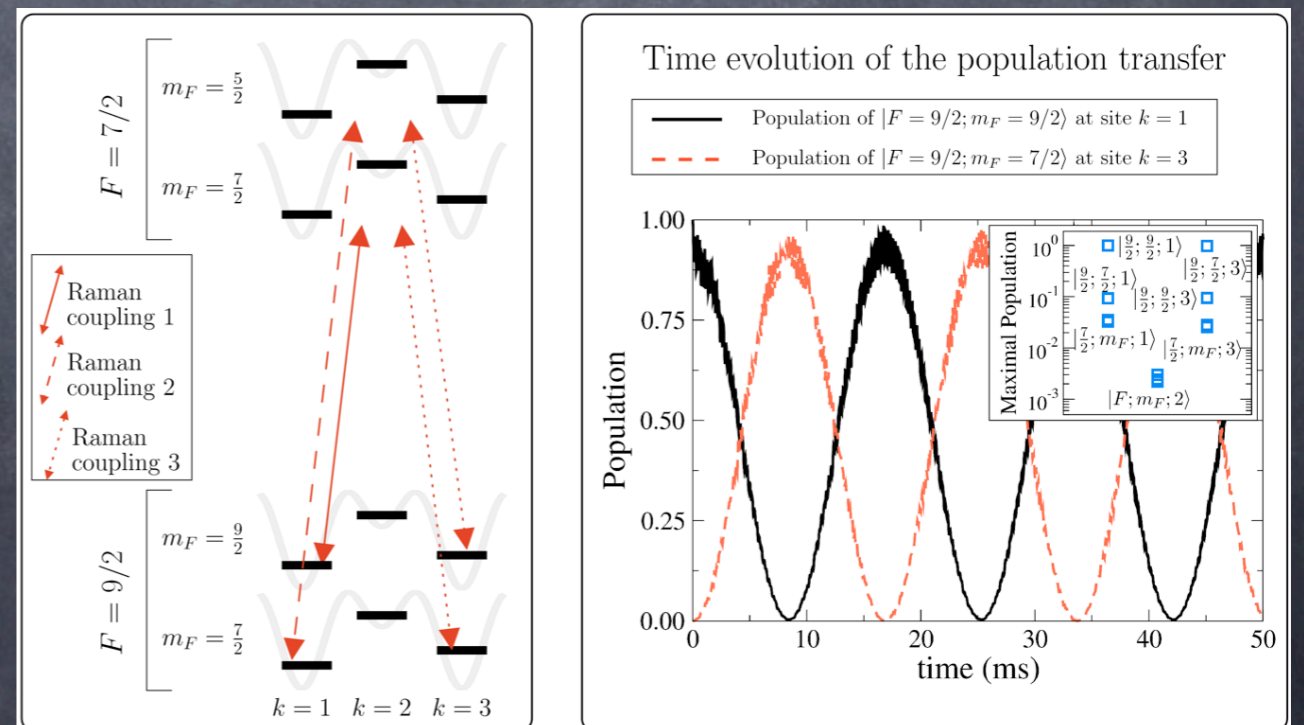 F = 7/2
m_F = 5/2
m_F = 7/2
Raman
coupling 1
Raman
coupling 2
Raman
coupling 3
F = 9/2
m_F = 9/2
m_F = 7/2
k = 1 k = 2 k = 3
Time evolution of the population transfer
Population of |F = 9/2; m_F = 9/2⟩ at site k = 1
Population of |F = 9/2; m_F = 7/2⟩ at site k = 3
Population
1.00
0.75
0.50
0.25
0.00
0 10 20 30 40 50
time (ms)
Maximal Population
10^0
10^-1
10^-2
10^-3
|9/2; 9/2; 1⟩
|9/2; 7/2; 3⟩
|9/2; 7/2; 1⟩
|9/2; 9/2; 3⟩
|7/2; m_F; 1⟩
|7/2; m_F; 3⟩
|F; m_F; 2⟩